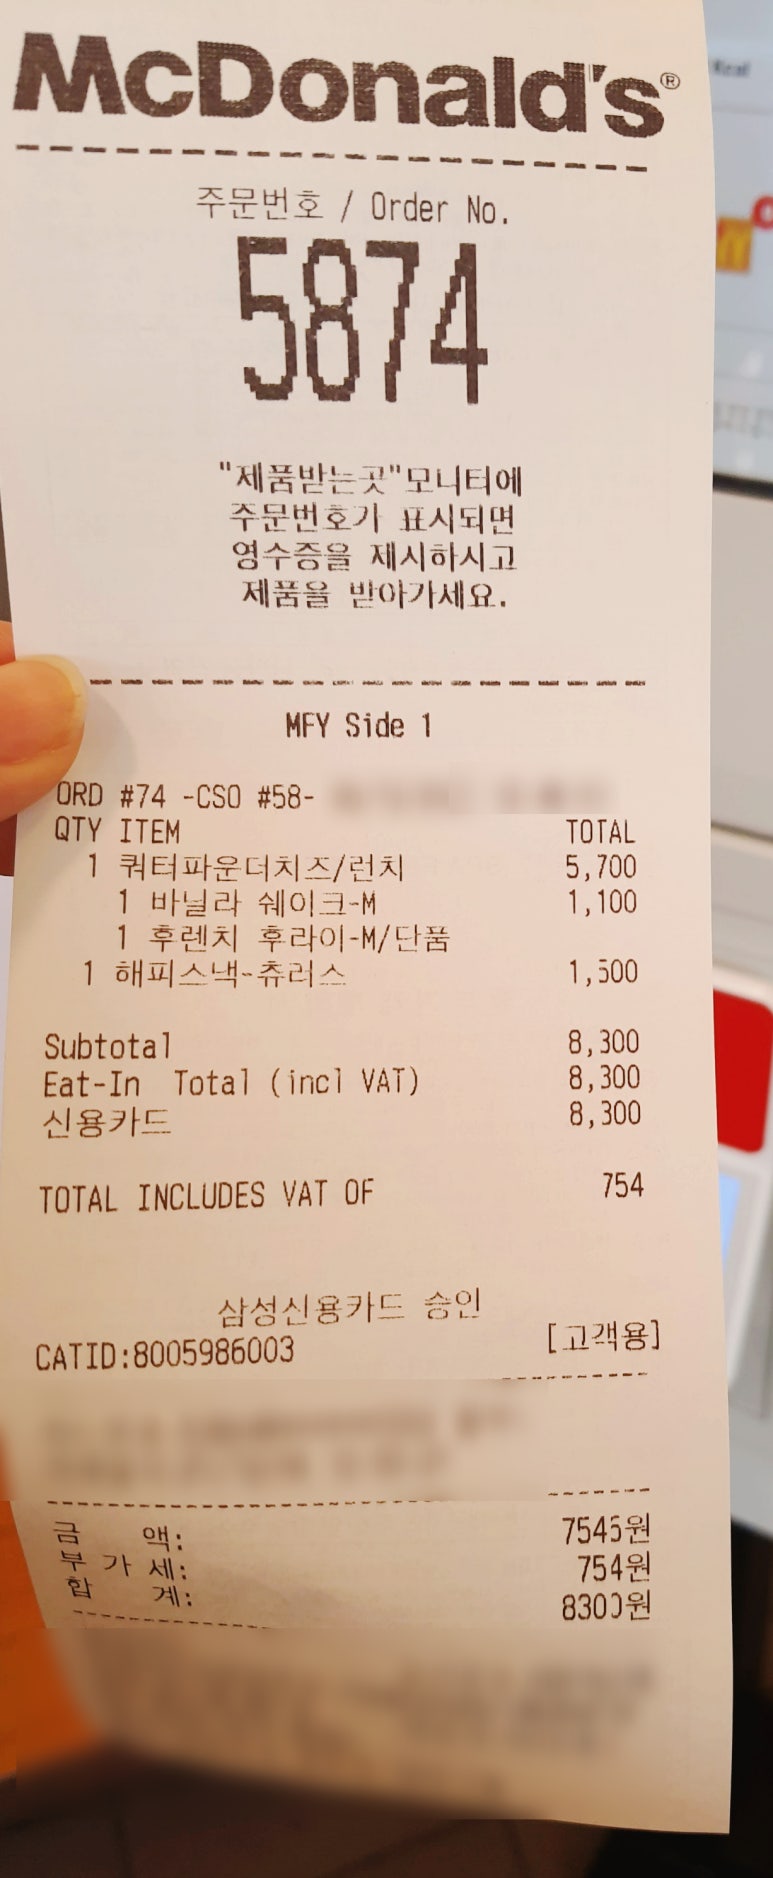 McDonald's®
주문번호 / Order No.
5874
"제품받는곳"모니터에
주문번호가 표시되면
영수증을 제시하시고
제품을 받아가세요.
MFY Side 1
ORD #74 -CSO #58-
QTY ITEM TOTAL
1 쿼터파운더치즈/런치 5,700
1 바닐라 쉐이크-M 1,100
1 후렌치 후라이-M/단품
1 해피스낵-츄러스 1,500
Subtotal 8,300
Eat-In Total (incl VAT) 8,300
신용카드 8,300
TOTAL INCLUDES VAT OF 754
삼성신용카드 승인
CATID:8005986003 [고객용]
금 액: 7546원
부 가 세: 754원
합 계: 8300원